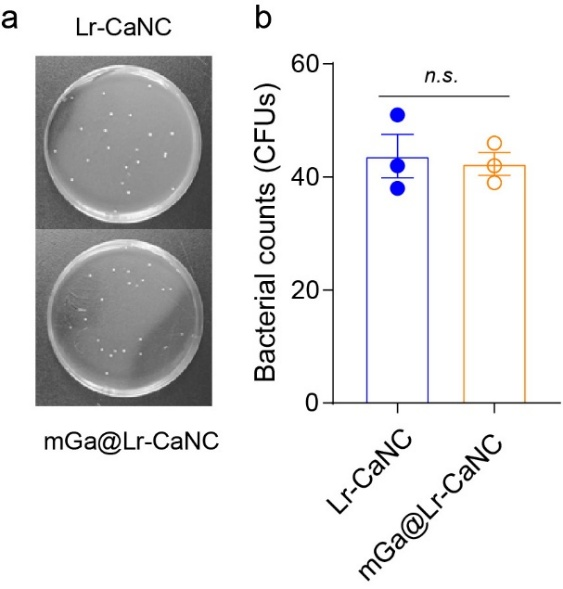 a
Lr-CaNC
mGa@Lr-CaNC
b
Bacterial counts (CFUs)
60
40
20
0
n.s.
Lr-CaNC
mGa@Lr-CaNC